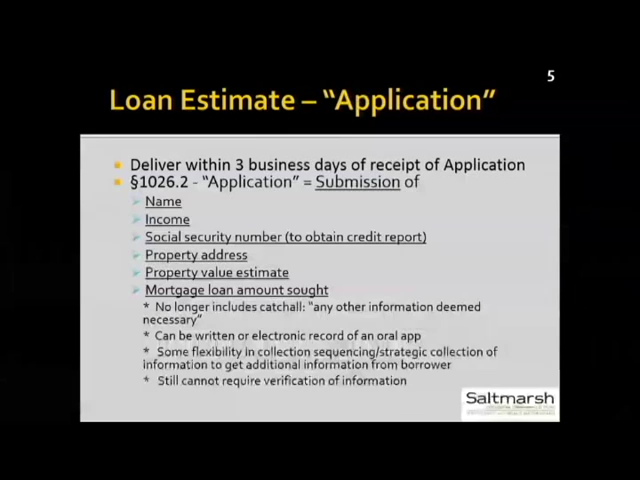 5
Loan Estimate – “Application”
Deliver within 3 business days of receipt of Application
§1026.2 - “Application” = Submission of
Name
Income
Social security number (to obtain credit report)
Property address
Property value estimate
Mortgage loan amount sought
* No longer includes catchall: “any other information deemed
necessary”
* Can be written or electronic record of an oral app
* Some flexibility in collection sequencing/strategic collection of
information to get additional information from borrower
* Still cannot require verification of information
Saltmarsh